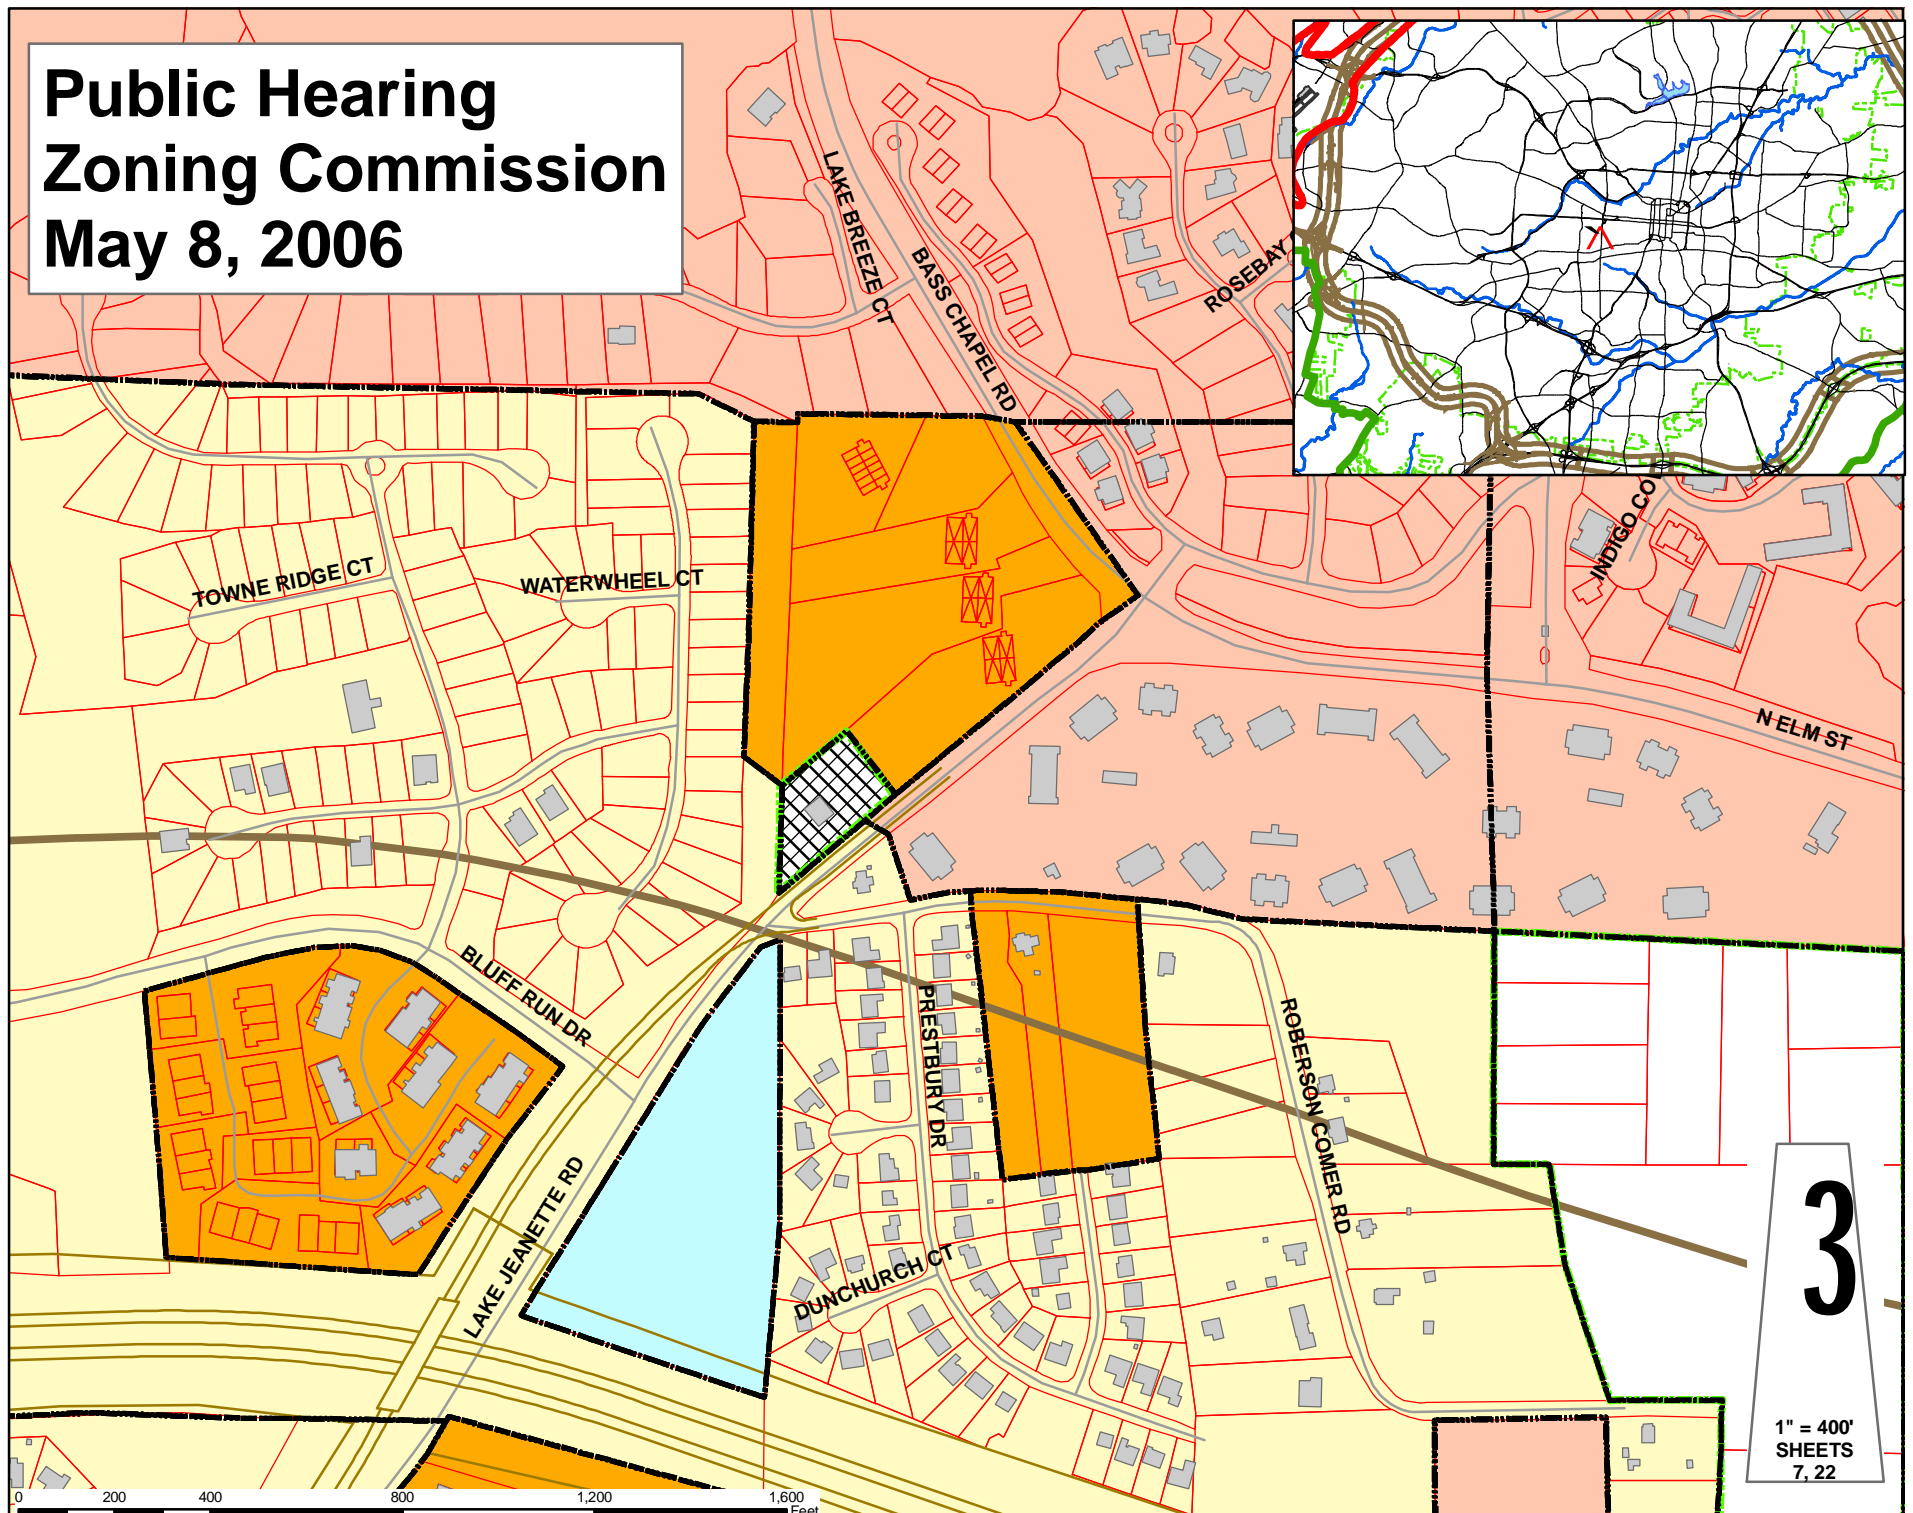 Public Hearing
Zoning Commission
May 8, 2006
LAKE BREEZE CT
BASS CHAPEL RD
ROSEBAY
INDIGO
TOWNE RIDGE CT
WATERWHEEL CT
N ELM ST
BLUFF RUN DR
PRESTBURY DR
ROBERSON COMER RD
LAKE JEANETTE RD
DUNCHURCH CT
3
1" = 400'
SHEETS
7, 22
0 200 400 800 1,200 1,600
Feet